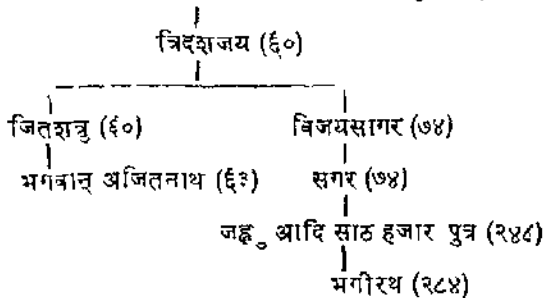 त्रिदशजय (६०)
जितशत्रु (६०) विजयसागर (७४)
भगवान् अजितनाथ (६३) सगर (७४)
जह्नु आदि साठ हजार पुत्र (२४८)
भगीरथ (२८४)